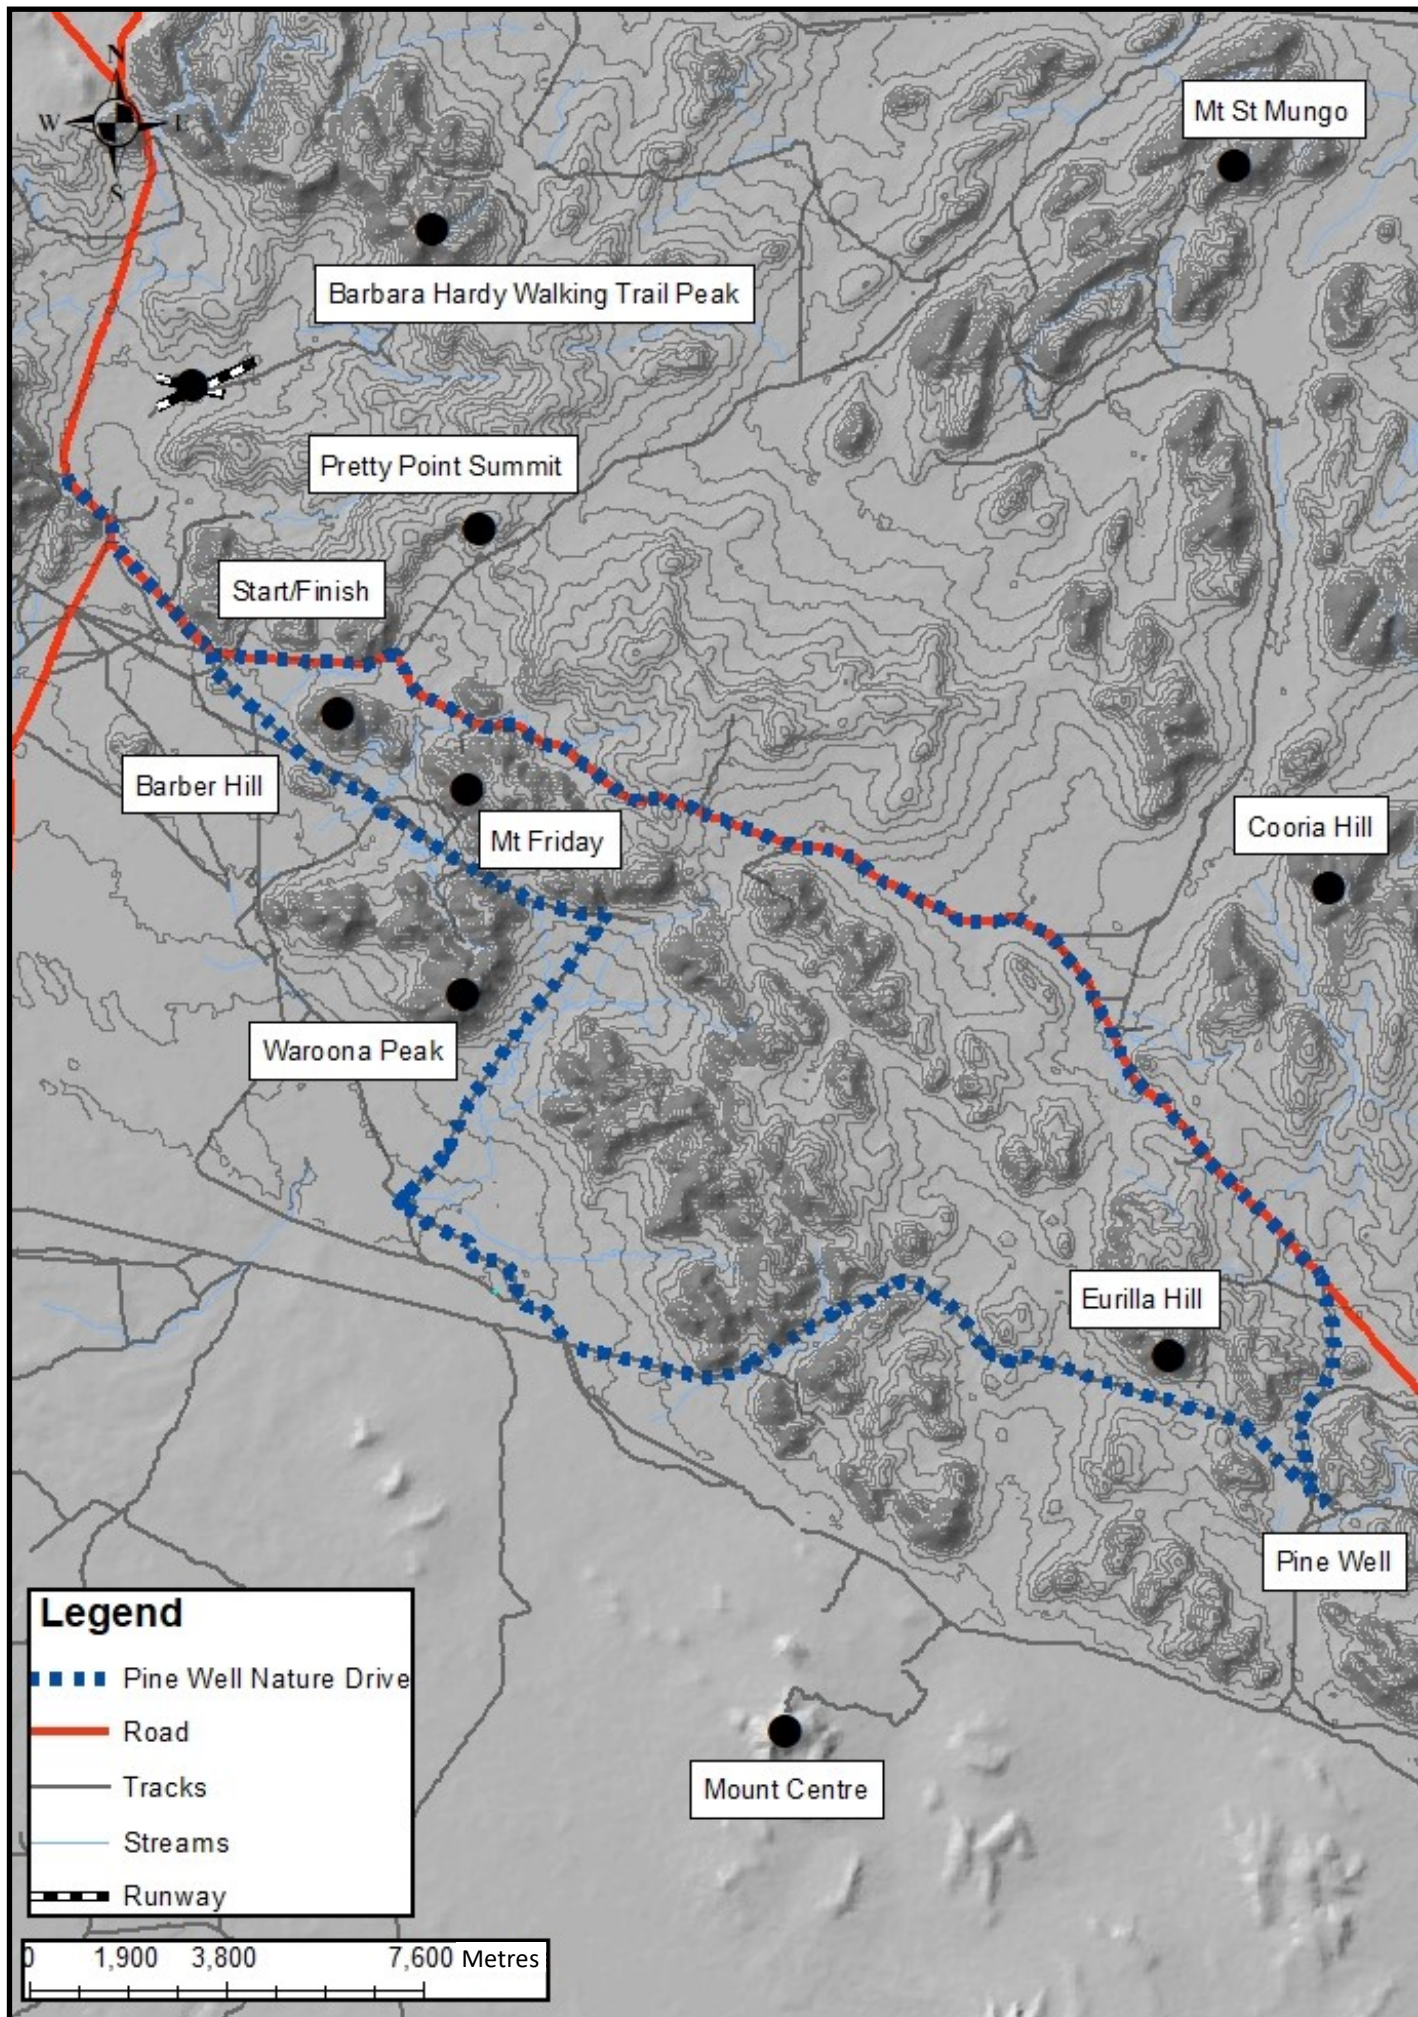 N
W E
S
Mt St Mungo
Barbara Hardy Walking Trail Peak
Pretty Point Summit
Start/Finish
Barber Hill
Mt Friday
Cooria Hill
Waroona Peak
Eurilla Hill
Pine Well
Mount Centre
Legend
Pine Well Nature Drive
Road
Tracks
Streams
Runway
0 1,900 3,800 7,600 Metres